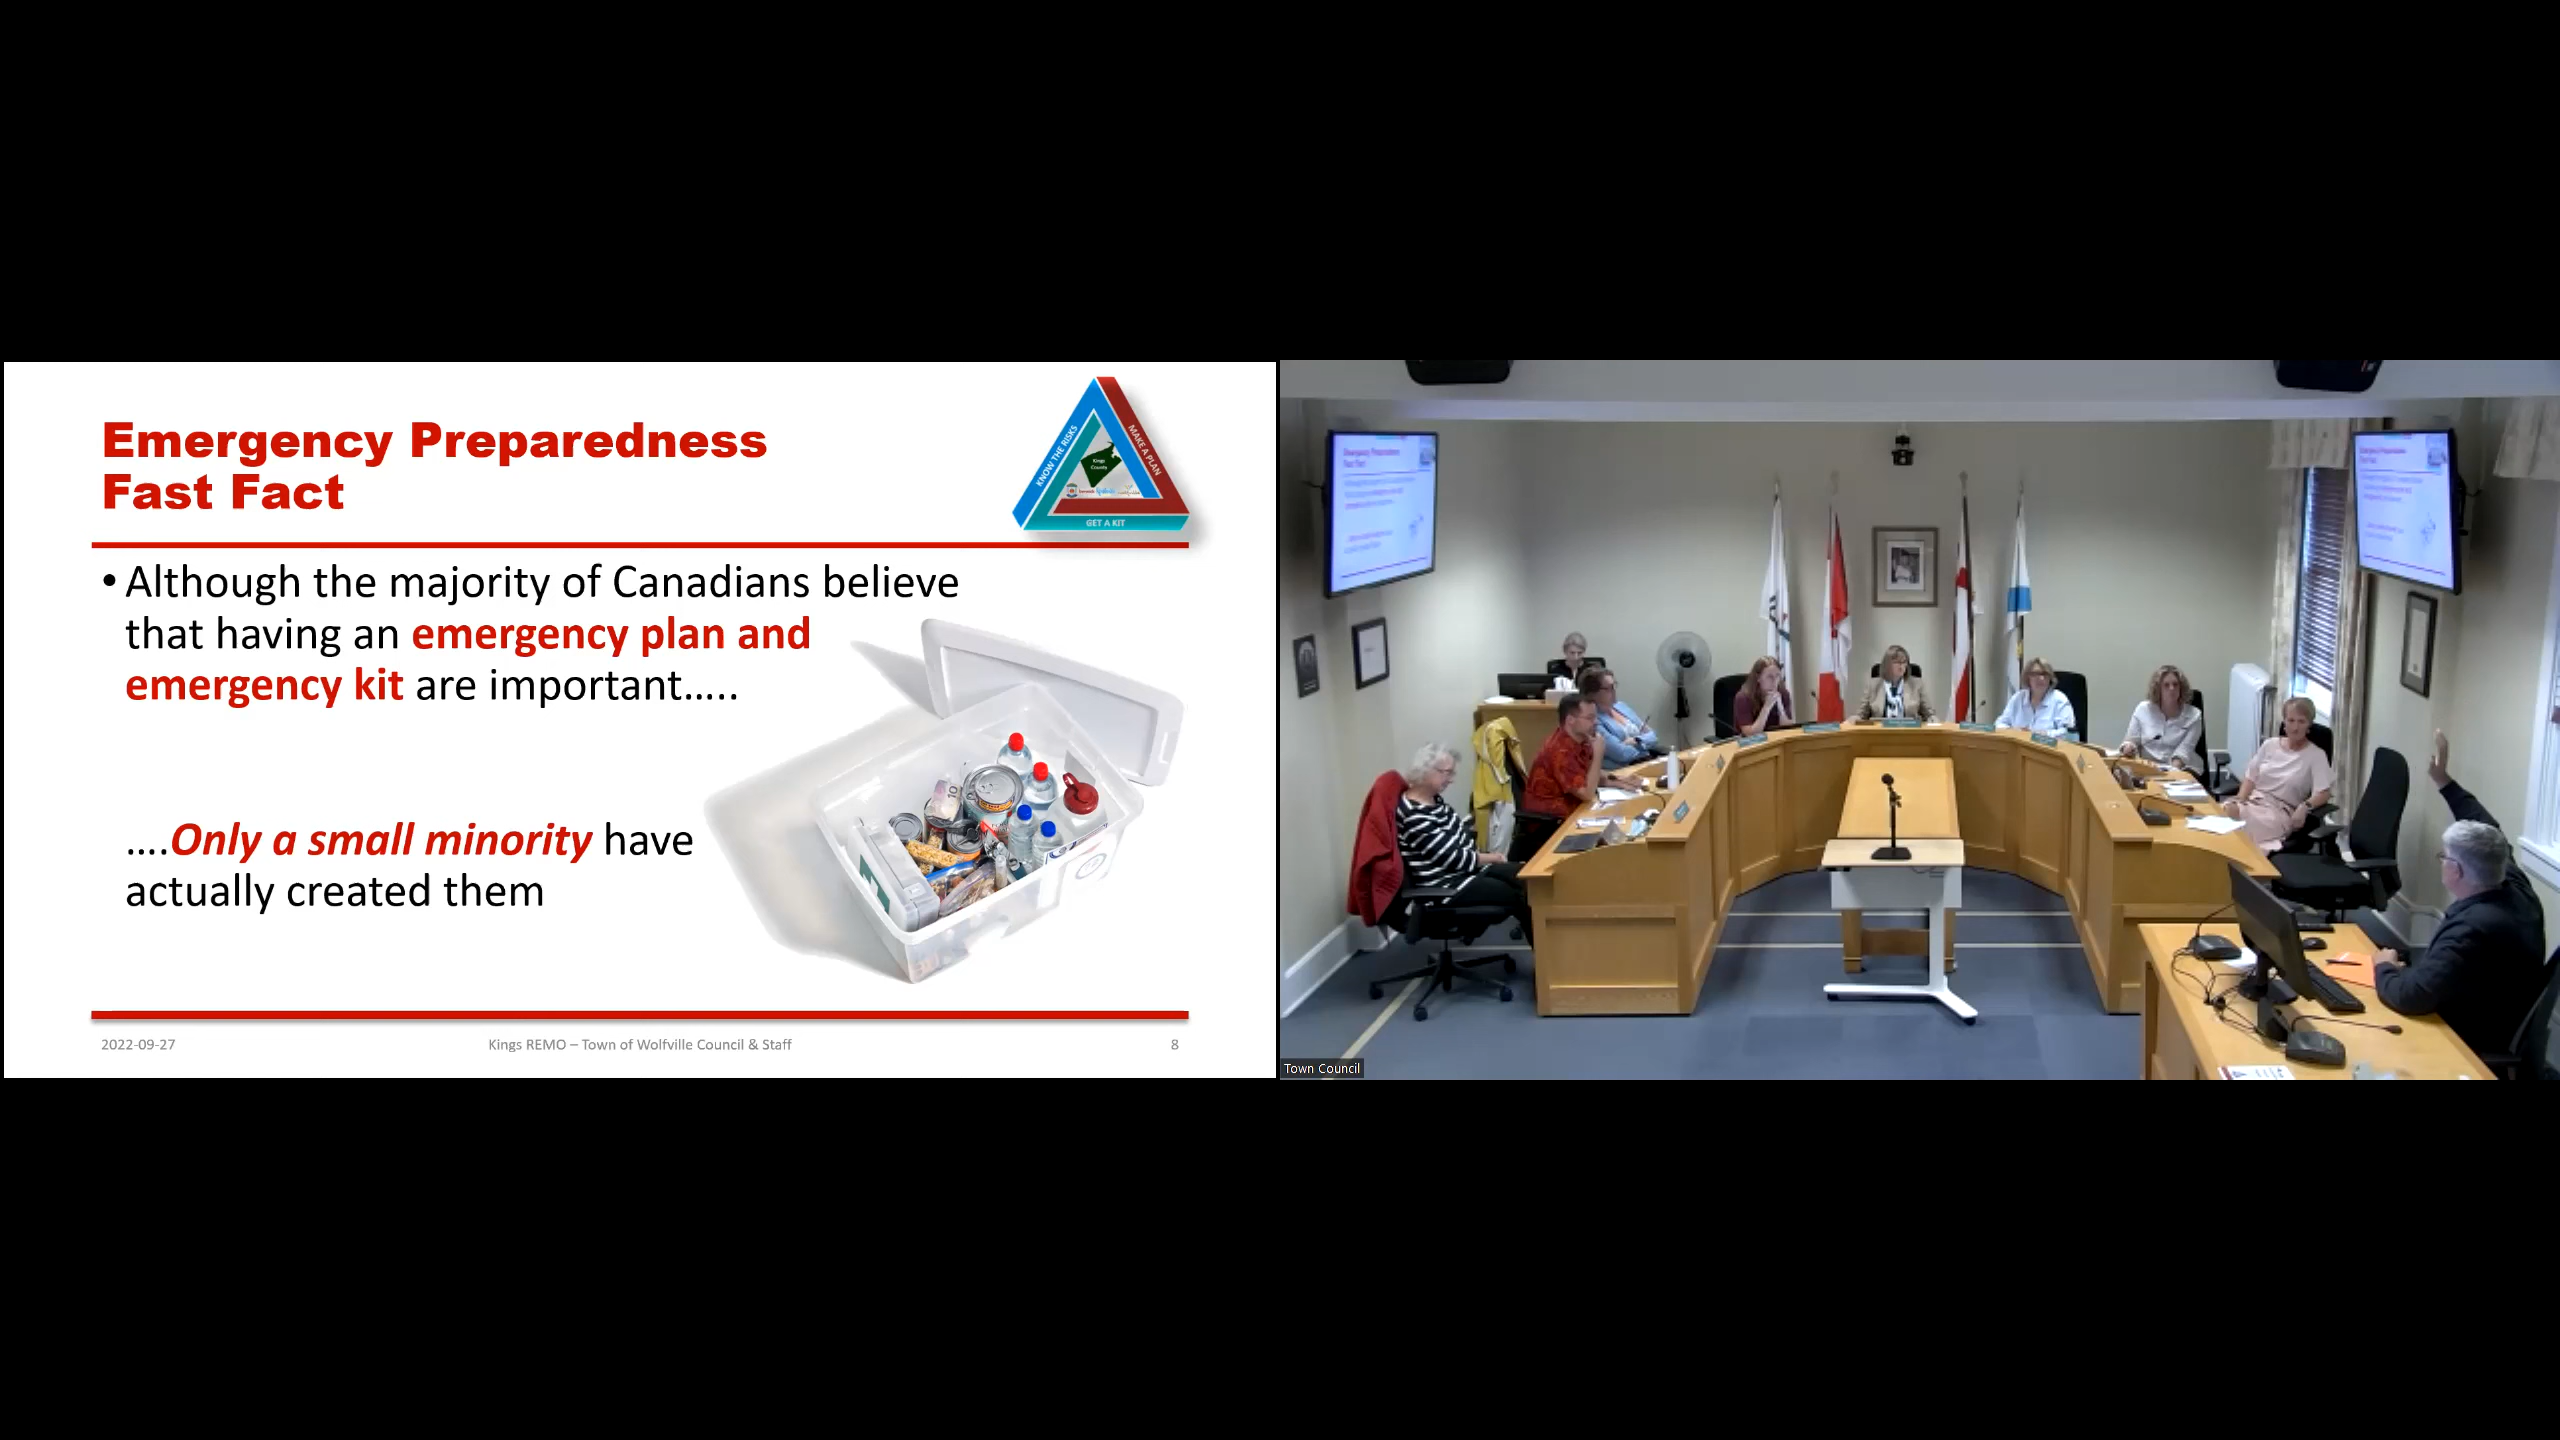 Emergency Preparedness
Fast Fact
KNOW THE RISKS
MAKE A PLAN
Kings
County
GET A KIT
• Although the majority of Canadians believe
that having an emergency plan and
emergency kit are important.....
....Only a small minority have
actually created them
2022-09-27
Kings REMO – Town of Wolfville Council & Staff
8
Town Council